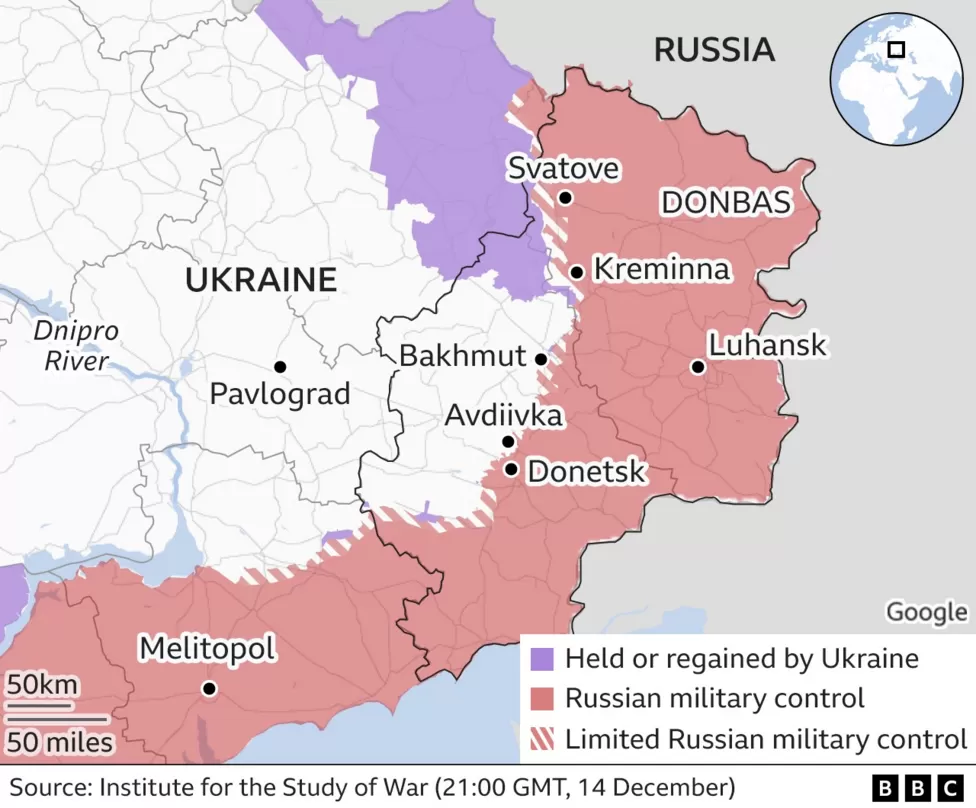 RUSSIA
Svatove
DONBAS
UKRAINE
Kreminna
Dnipro
River
Luhansk
Bakhmut
Pavlograd
Avdiivka
Donetsk
Google
Melitopol
Held or regained by Ukraine
50km
Russian military control
50 miles
Limited Russian military control
Source: Institute for the Study of War (21:00 GMT, 14 December)
BBC